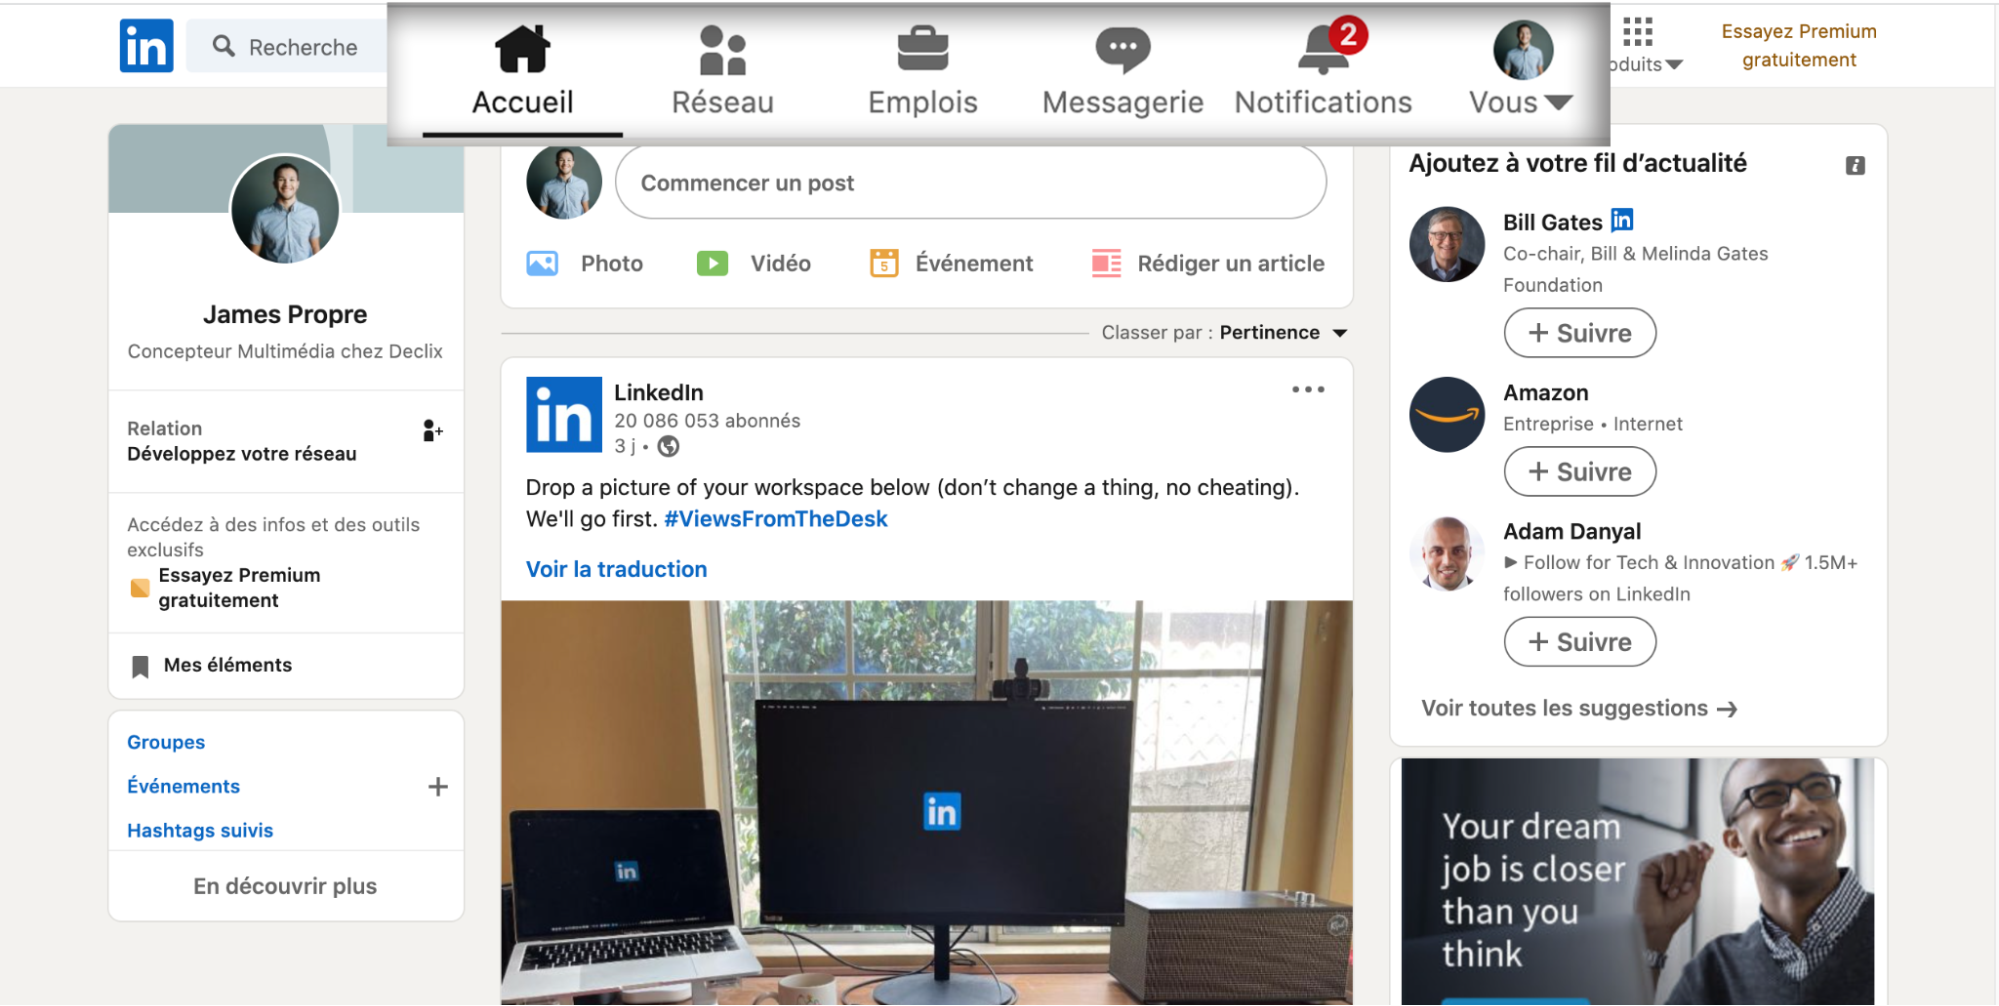 in
Recherche
Accueil
Réseau
Emplois
Messagerie
2
Notifications
Vous
oduits
Essayez Premium
gratuitement
James Propre
Concepteur Multimédia chez Declix
Relation
Développez votre réseau
Accédez à des infos et des outils
exclusifs
Essayez Premium
gratuitement
Mes éléments
Groupes
Événements
Hashtags suivis
En découvrir plus
Commencer un post
Photo
Vidéo
5
Événement
Rédiger un article
Classer par : Pertinence
in
LinkedIn
20 086 053 abonnés
3 j •
Drop a picture of your workspace below (don’t change a thing, no cheating).
We'll go first. #ViewsFromTheDesk
Voir la traduction
in
in
Ajoutez à votre fil d’actualité
Bill Gates in
Co-chair, Bill & Melinda Gates
Foundation
+ Suivre
Amazon
Entreprise • Internet
+ Suivre
Adam Danyal
► Follow for Tech & Innovation 🚀 1.5M+
followers on LinkedIn
+ Suivre
Voir toutes les suggestions →
Your dream
job is closer
than you
think